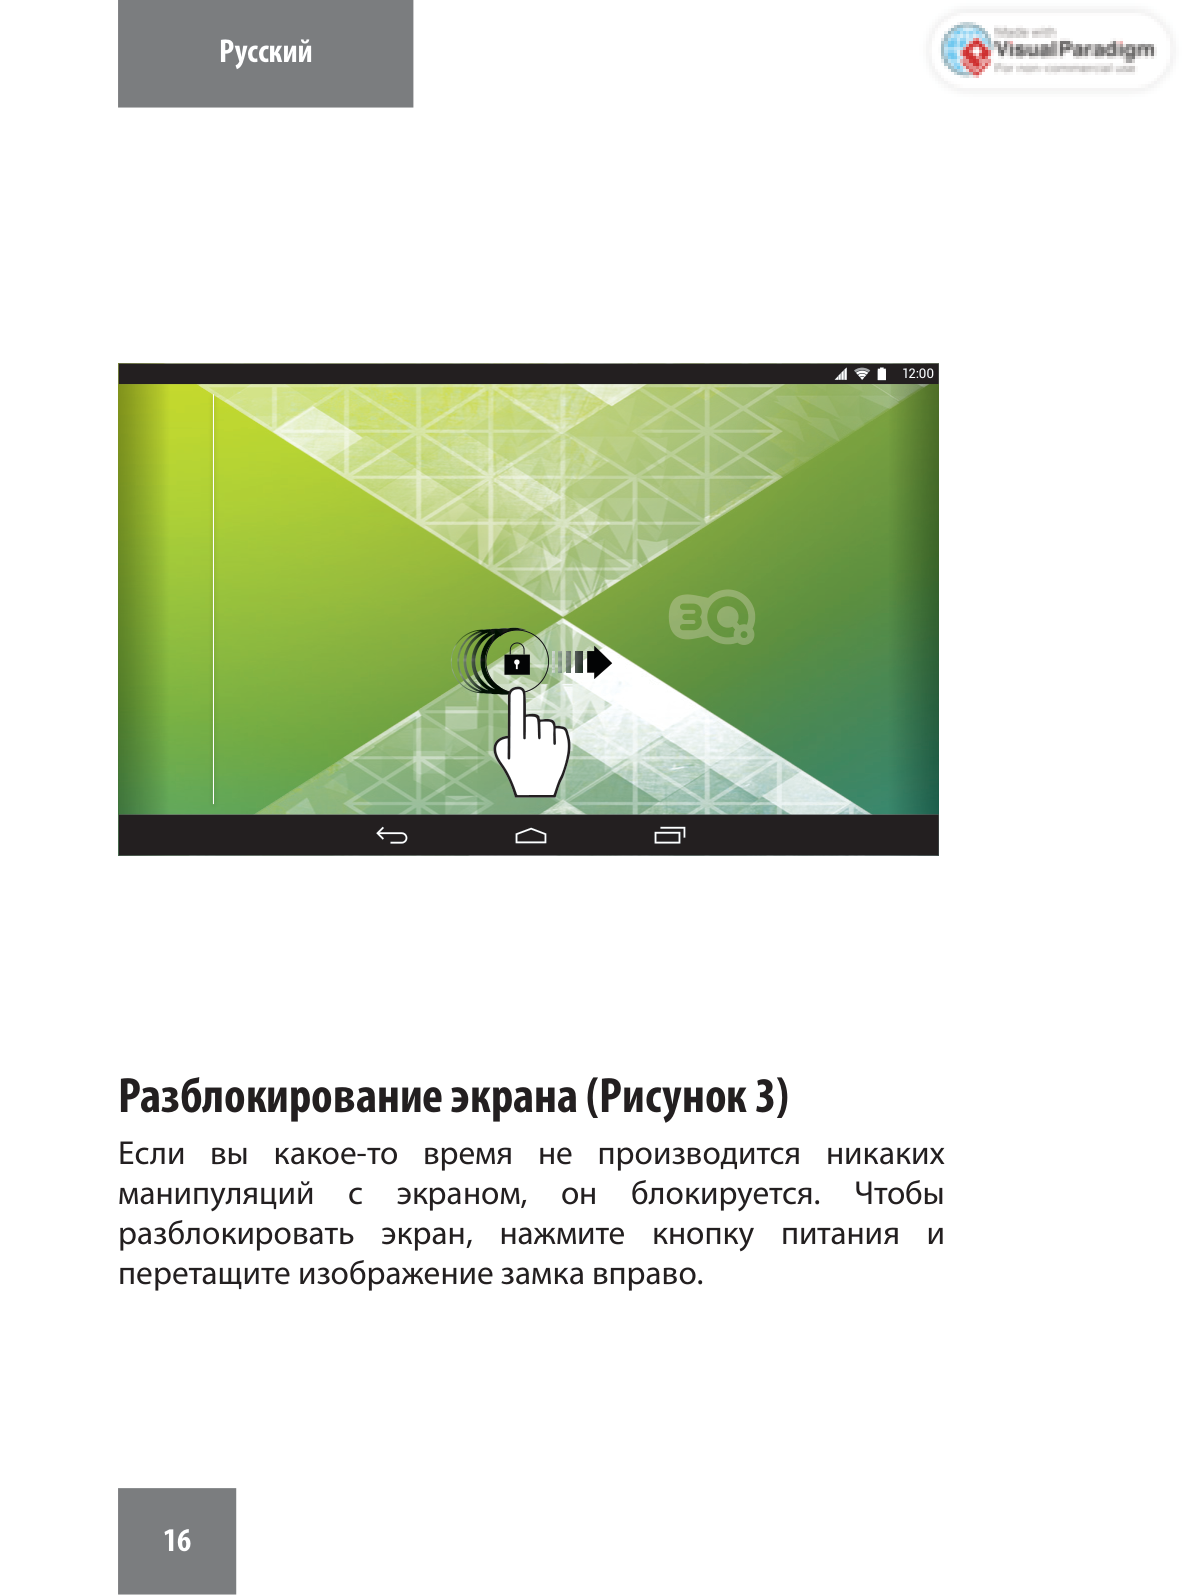 Русский
Made with
Visual Paradigm
For non-commercial use
12:00
3Q
Разблокирование экрана (Рисунок 3)
Если вы какое-то время не производится никаких
манипуляций с экраном, он блокируется. Чтобы
разблокировать экран, нажмите кнопку питания и
перетащите изображение замка вправо.
16